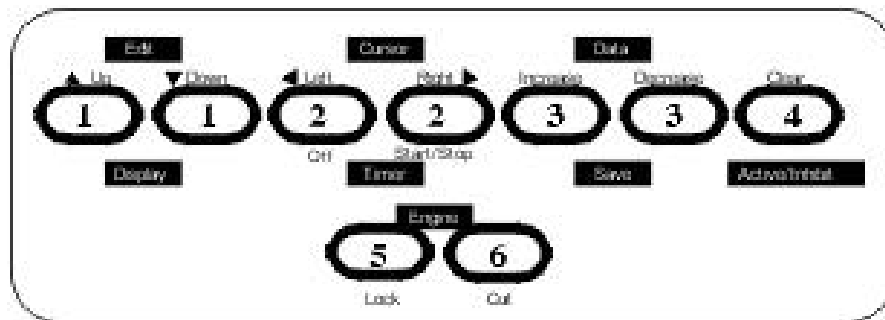 Edit Cursor Data
Up Down Left Right Increase Decrease Clear
1 1 2 2 3 3 4
Off Start/Stop
Display Timer Save Active/Inhibit
Engine
5 6
Lock Cut